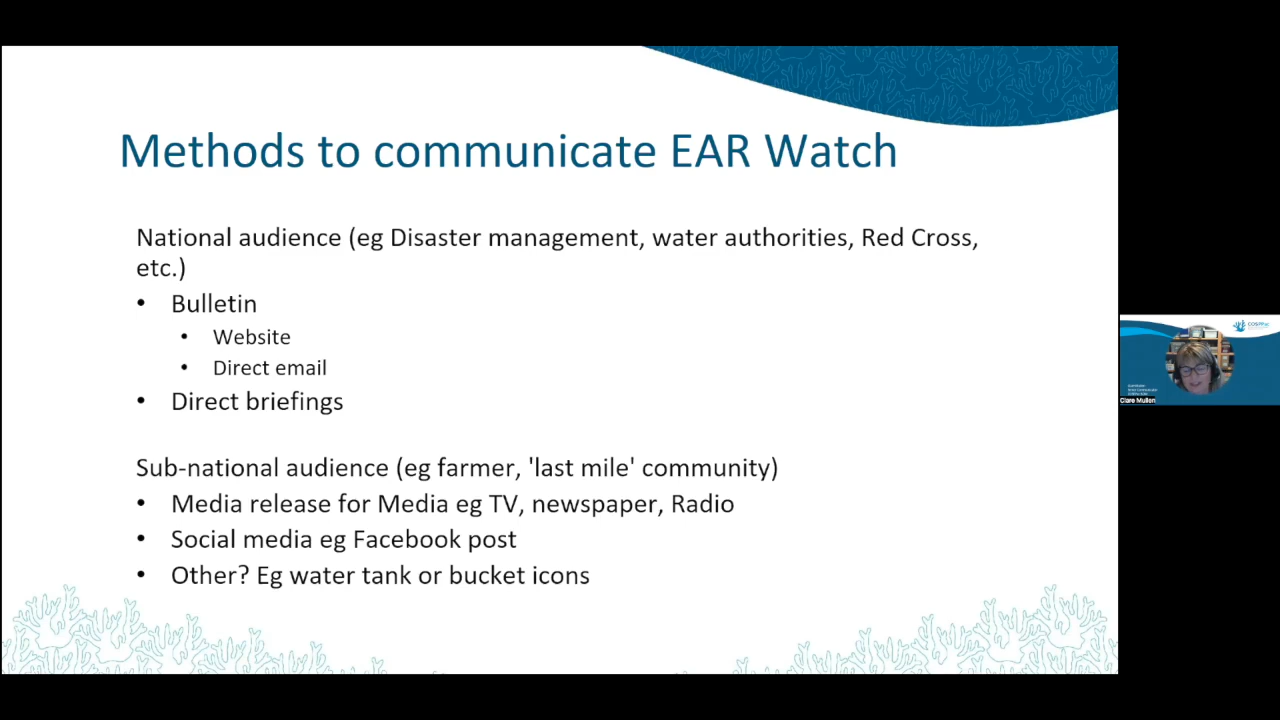 Methods to communicate EAR Watch
National audience (eg Disaster management, water authorities, Red Cross,
etc.)
• Bulletin
• Website
• Direct email
• Direct briefings
Sub-national audience (eg farmer, 'last mile' community)
• Media release for Media eg TV, newspaper, Radio
• Social media eg Facebook post
• Other? Eg water tank or bucket icons
COSPPac
Clare Mullen